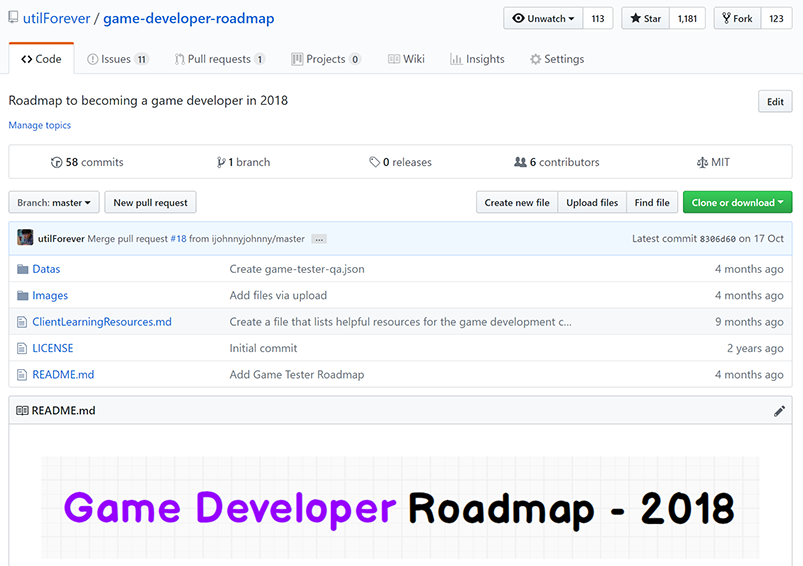 utilForever / game-developer-roadmap
Unwatch 113 Star 1,181 Fork 123
Code Issues 11 Pull requests 1 Projects 0 Wiki Insights Settings
Roadmap to becoming a game developer in 2018 Edit
Manage topics
58 commits 1 branch 0 releases 6 contributors MIT
Branch: master New pull request Create new file Upload files Find file Clone or download
utilForever Merge pull request #18 from ijohnnyjohnny/master ... Latest commit 8306d60 on 17 Oct
Datas Create game-tester-qa.json 4 months ago
Images Add files via upload 4 months ago
ClientLearningResources.md Create a file that lists helpful resources for the game development c... 9 months ago
LICENSE Initial commit 2 years ago
README.md Add Game Tester Roadmap 4 months ago
README.md
Game Developer Roadmap - 2018